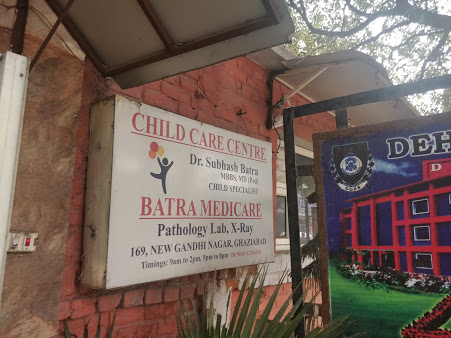 CHILD CARE CENTRE
Dr. Subhash Batra
MBBS, MD (Ped)
CHILD SPECIALIST
BATRA MEDICARE
Pathology Lab, X-Ray
169, NEW GANDHI NAGAR, GHAZIABAD
Timings: 9am to 2pm, 5pm to 8pm
DEH
D